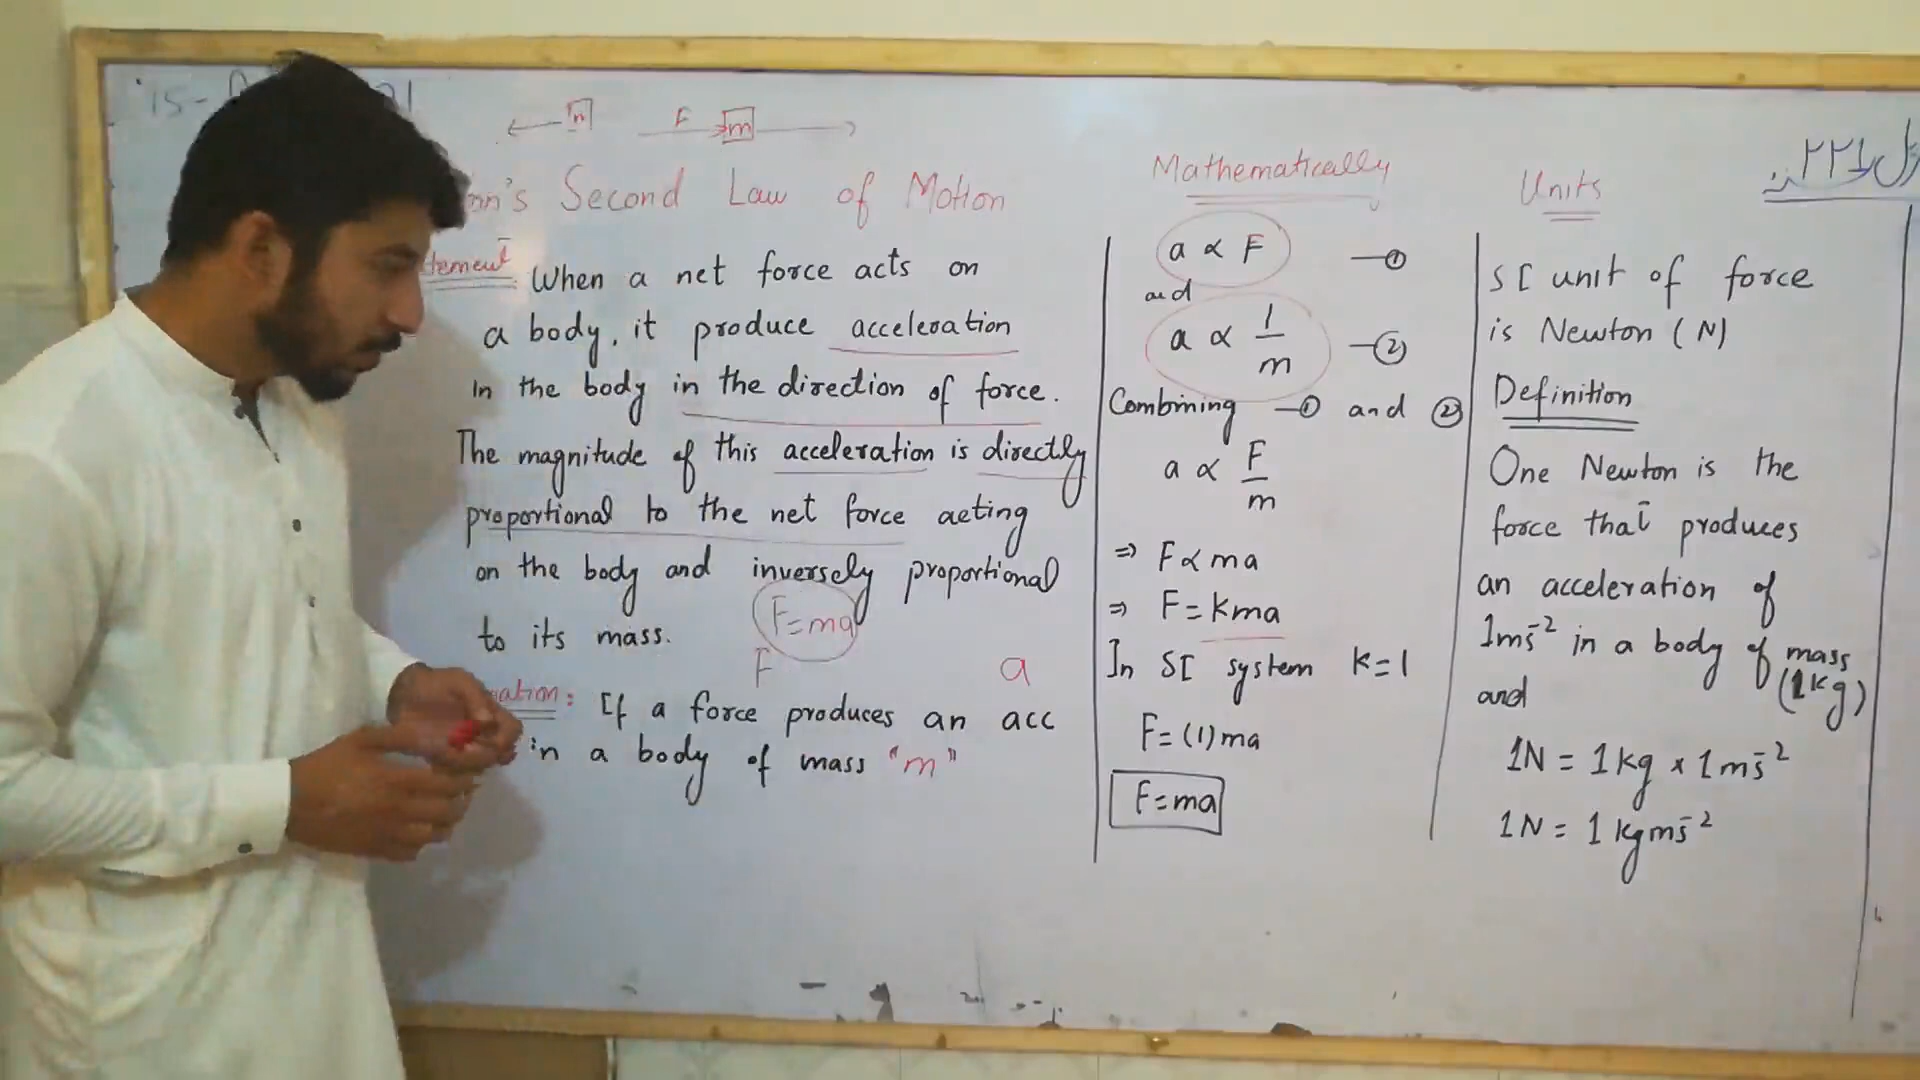 15-
m F m
Second Law of Motion
When a net force acts on
a body, it produce acceleration
in the body in the direction of force.
The magnitude of this acceleration is directly
proportional to the net force acting
on the body and inversely proportional
to its mass. F=ma
F a
If a force produces an acc
in a body of mass "m"
Mathematically
a ∝ F —①
and
a ∝ 1/m —②
Combining —① and ②
a ∝ F/m
⇒ F ∝ ma
⇒ F = kma
In SI system k=1
F = (1)ma
F=ma
Units
SI unit of force
is Newton (N)
Definition
One Newton is the
force that produces
an acceleration of
1ms⁻² in a body of mass
(1kg)
and
1N = 1kg × 1ms⁻²
1N = 1kgms⁻²